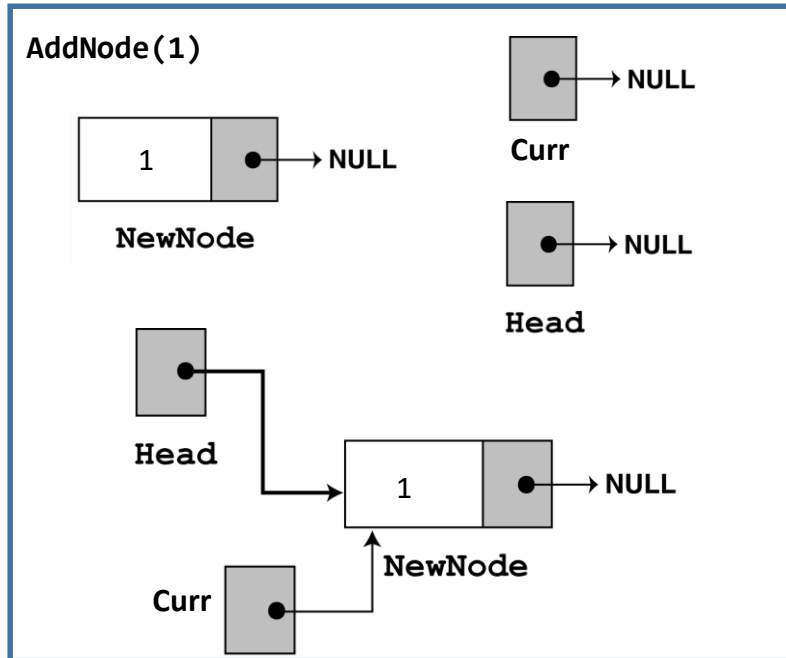 AddNode(1)
NULL
Curr
1
NULL
NewNode
NULL
Head
Head
1
NULL
NewNode
Curr